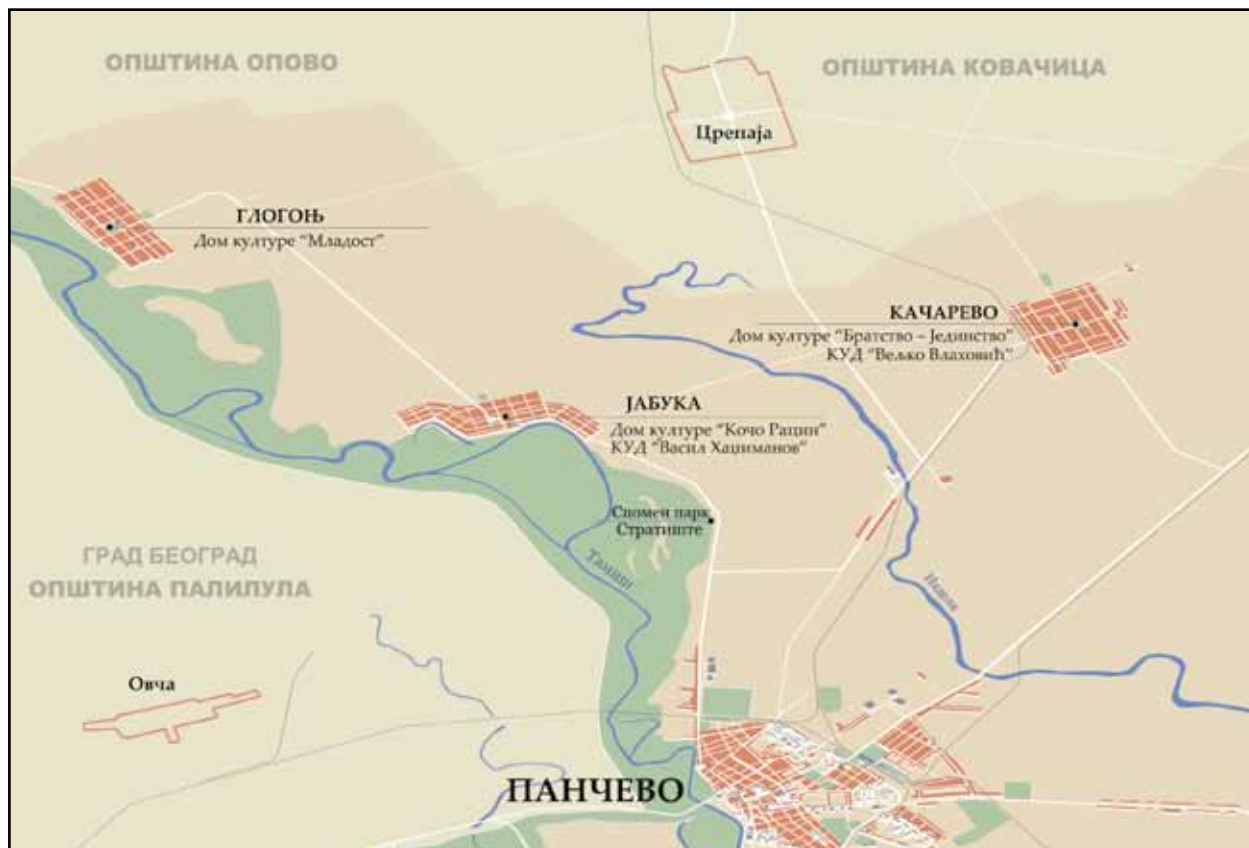 ОПШТИНА ОПОВО
ОПШТИНА КОВАЧИЦА
Црепаја
ГЛОГОЊ
Дом културе “Младост”
КАЧАРЕВО
Дом културе “Братство – Јединство”
КУД “Вељко Влаховић”
ЈАБУКА
Дом културе “Кочо Рацин”
КУД “Васил Хаџиманов”
Спомен парк
Стратиште
ГРАД БЕОГРАД
ОПШТИНА ПАЛИЛУЛА
Тамиш
Овча
ПАНЧЕВО